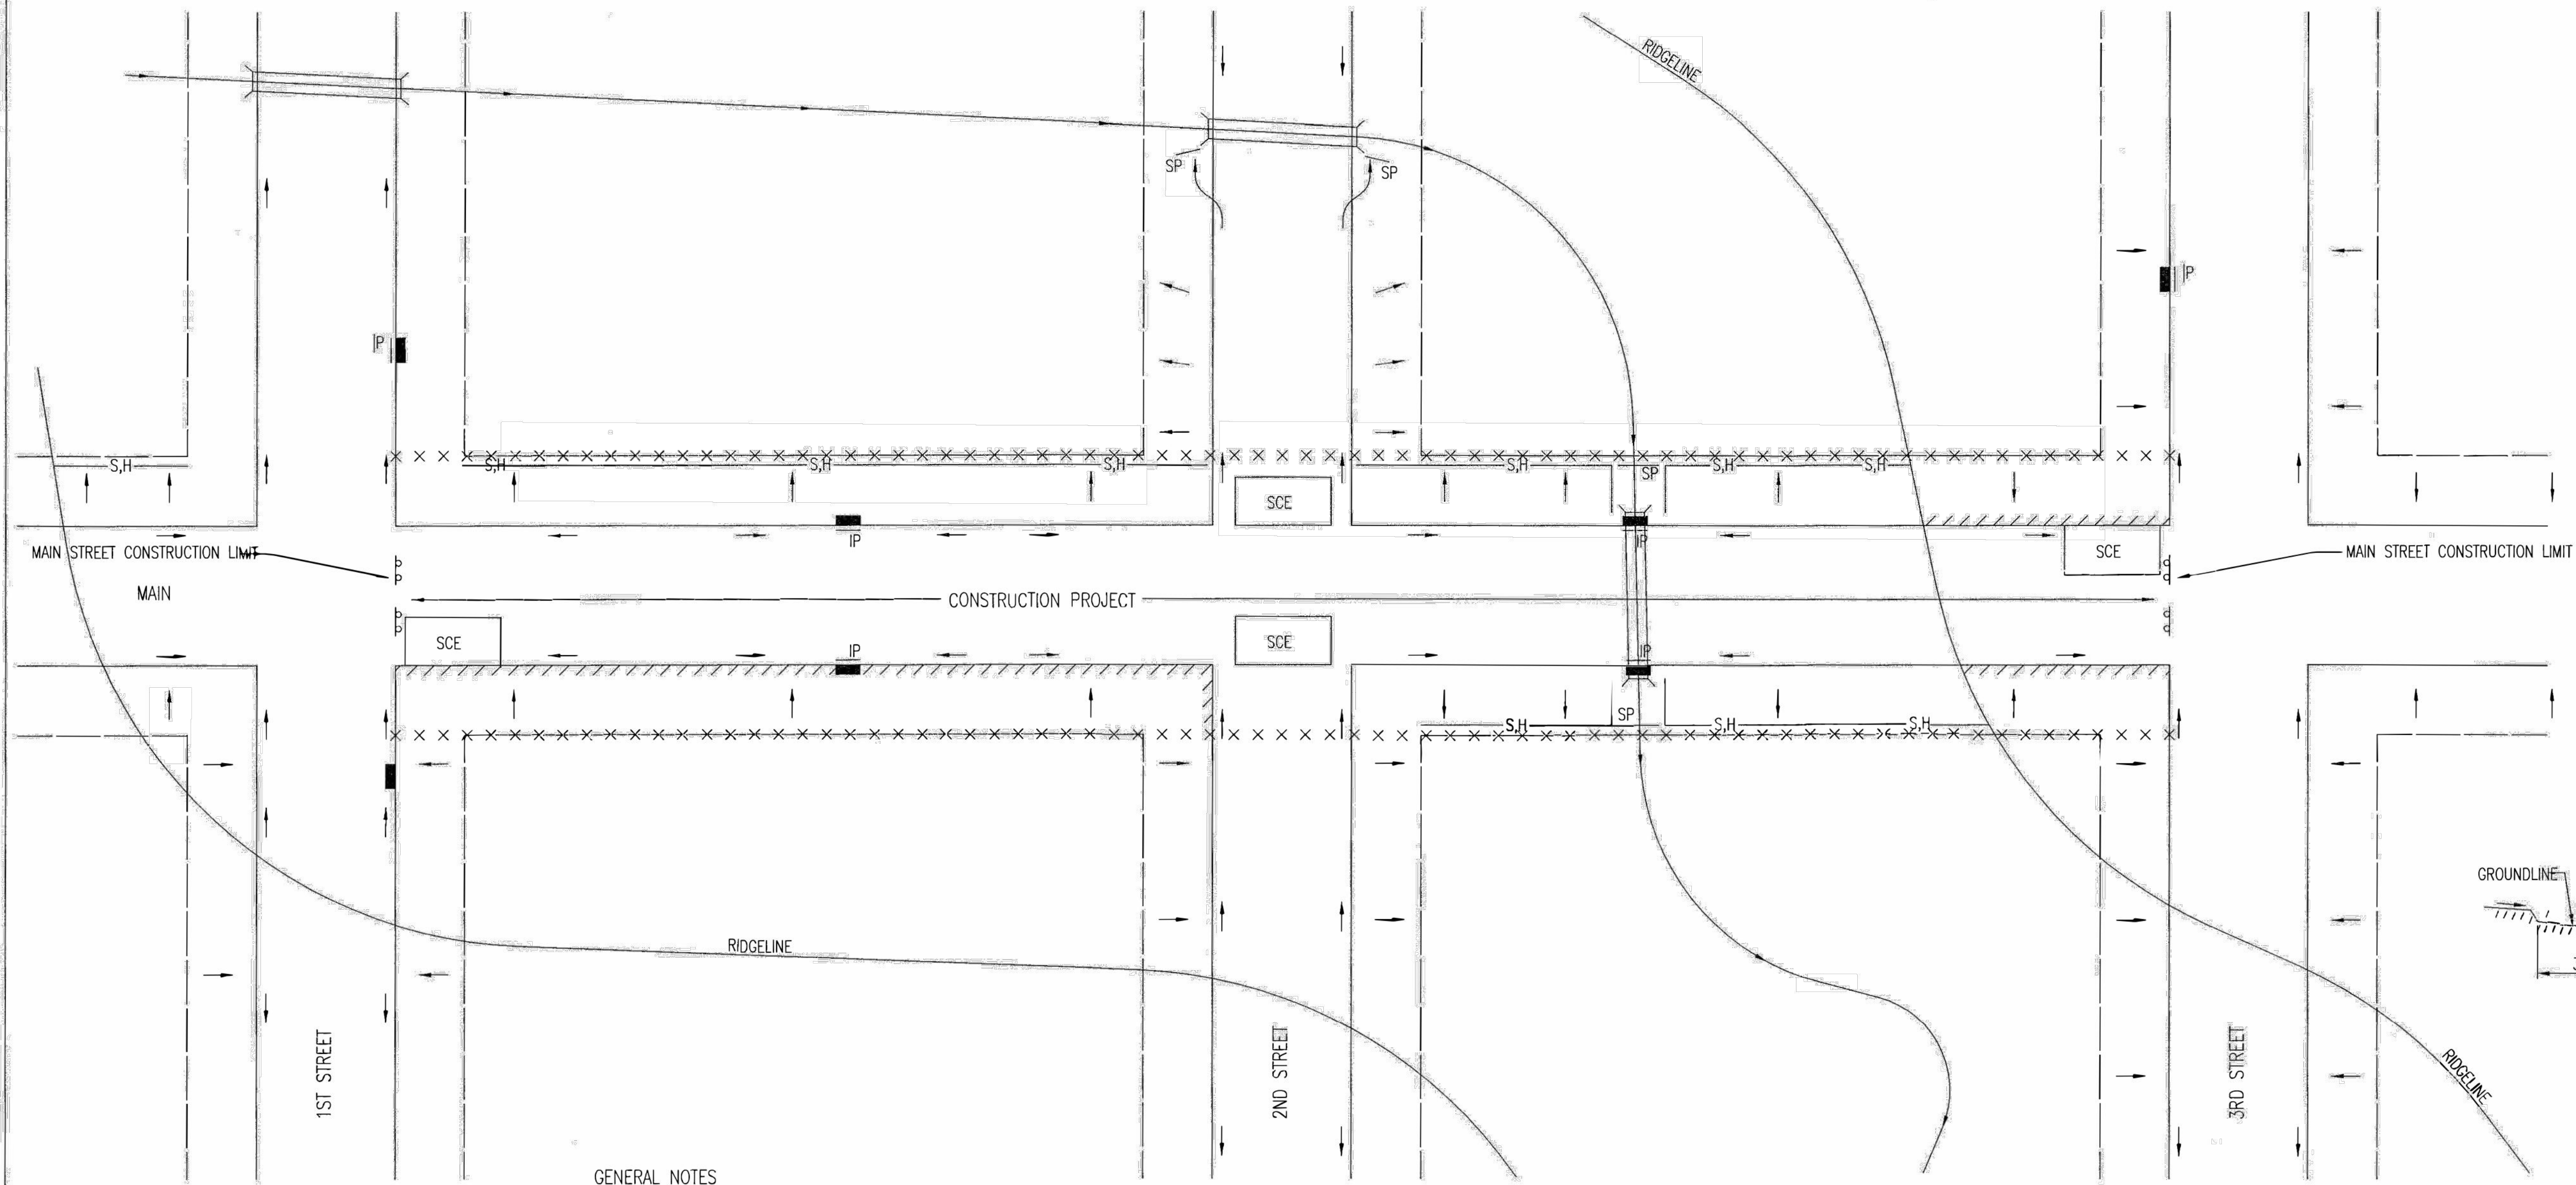 RIDGELINE
SP
SP
IP
IP
S,H
S,H
S,H
S,H
S,H
SP
S,H
S,H
SCE
IP
IP
MAIN STREET CONSTRUCTION LIMIT
SCE
MAIN STREET CONSTRUCTION LIMIT
MAIN
CONSTRUCTION PROJECT
SCE
SCE
IP
IP
S,H
SP
S,H
S,H
GROUNDLINE
RIDGELINE
1ST STREET
2ND STREET
3RD STREET
RIDGELINE
GENERAL NOTES